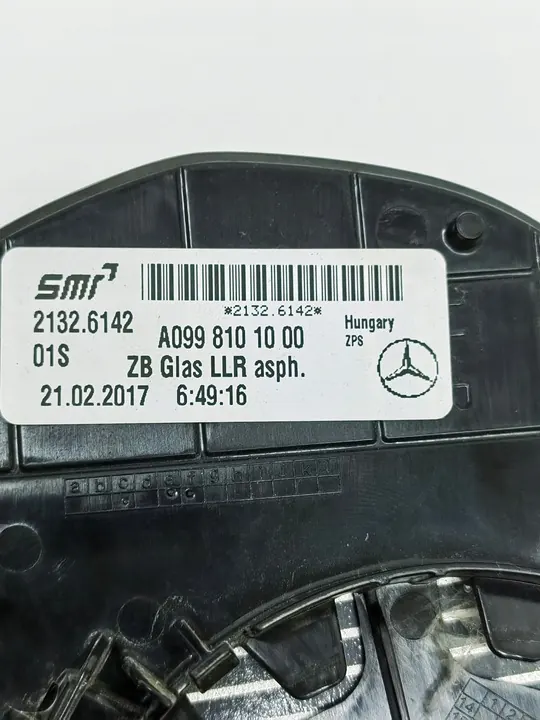 smr
*2132.6142*
2132.6142 A099 810 10 00 Hungary
ZPS
01S ZB Glas LLR asph.
21.02.2017 6:49:16
a b c d e f g h